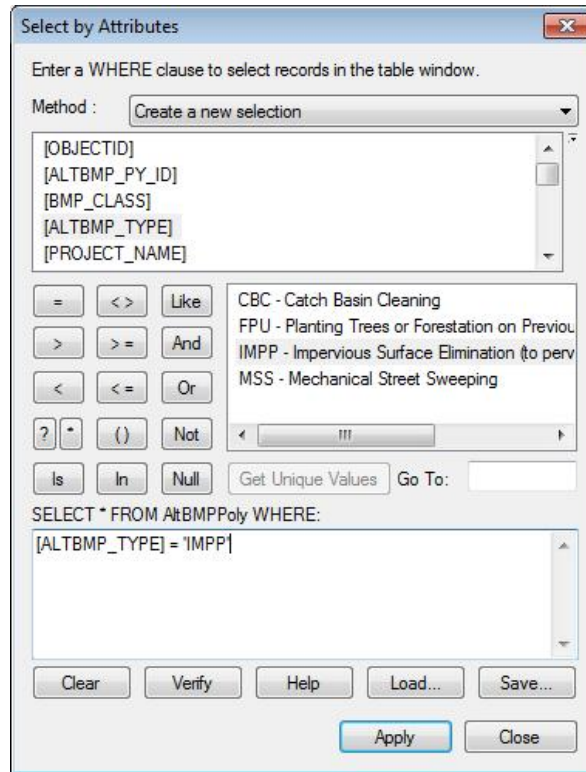 Select by Attributes
Enter a WHERE clause to select records in the table window.
Method : Create a new selection
[OBJECTID]
[ALTBMP_PY_ID]
[BMP_CLASS]
[ALTBMP_TYPE]
[PROJECT_NAME]
= < > Like
> > = And
< < = Or
? * ( ) Not
Is In Null
CBC - Catch Basin Cleaning
FPU - Planting Trees or Forestation on Previou
IMPP - Impervious Surface Elimination (to perv
MSS - Mechanical Street Sweeping
Get Unique Values Go To:
SELECT * FROM AltBMPPoly WHERE:
[ALTBMP_TYPE] = 'IMPP'
Clear Verify Help Load... Save...
Apply Close